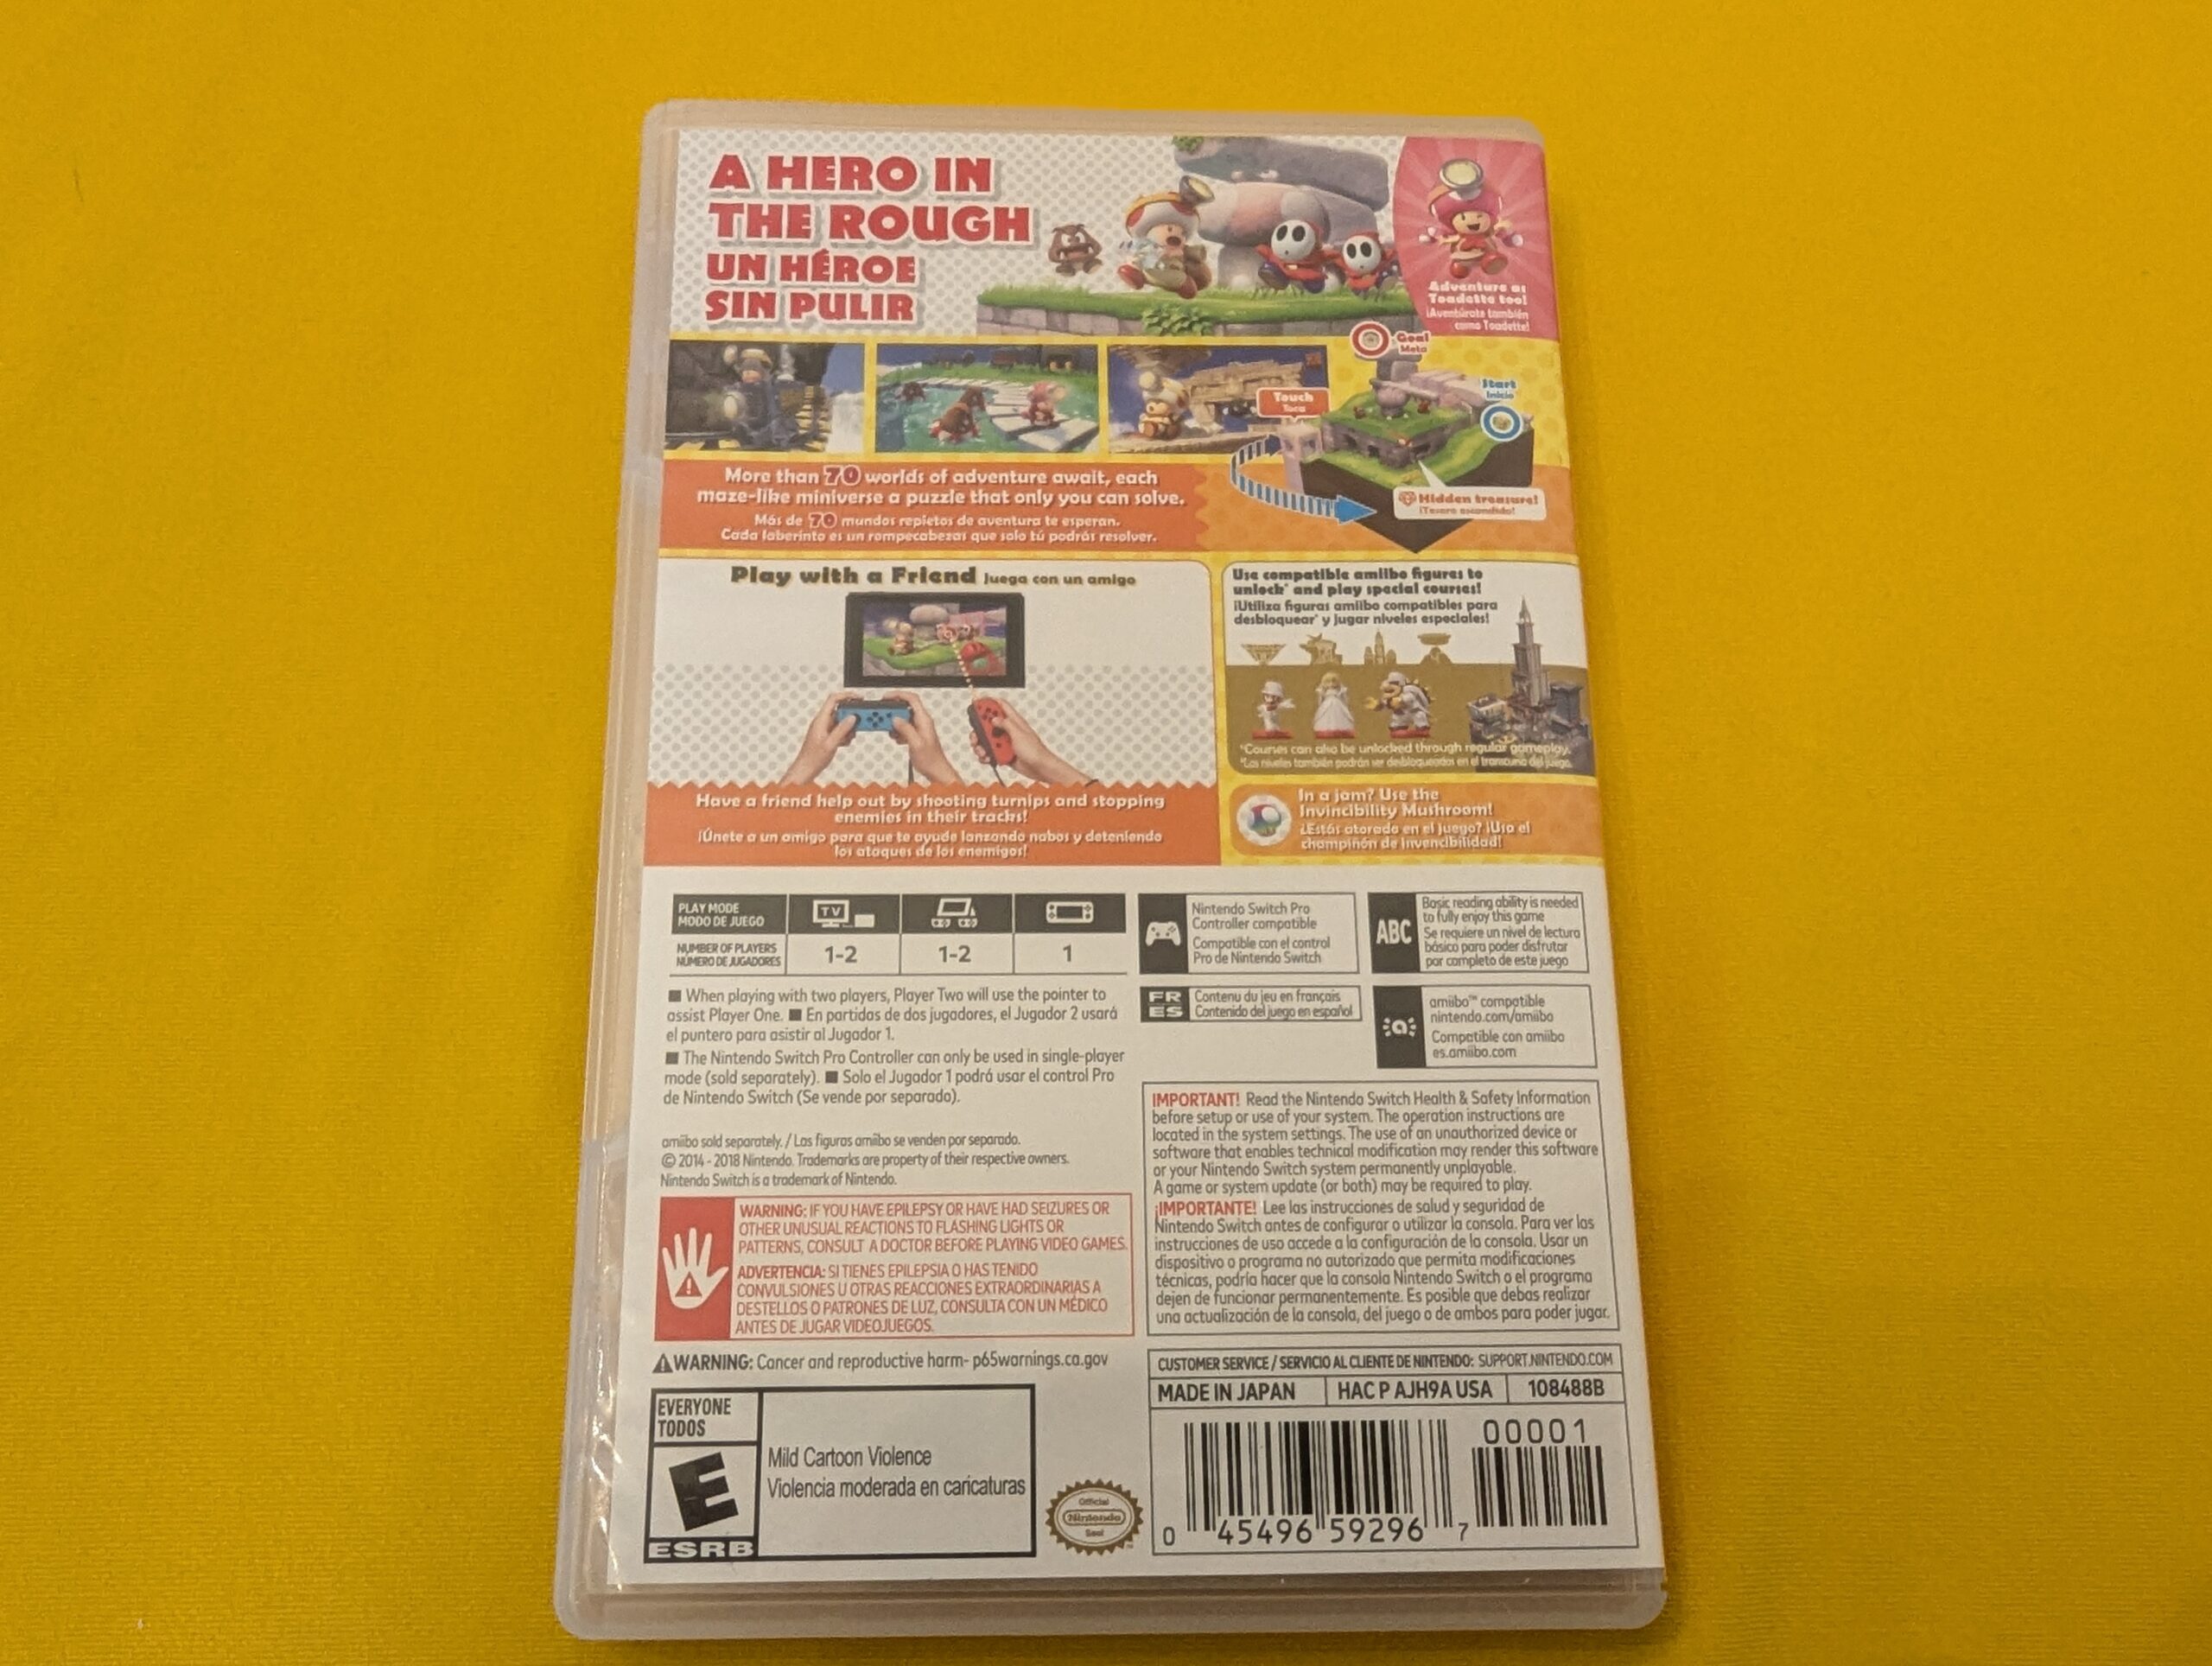 A HERO IN
THE ROUGH
UN HÉROE
SIN PULIR
Adventure as
Toadette too!
¡Aventúrate también
como Toadette!
Goal
Meta
Start
Inicio
Touch
Toca
Hidden treasure!
¡Tesoro escondido!
More than 70 worlds of adventure await, each
maze-like miniverse a puzzle that only you can solve.
Más de 70 mundos repletos de aventura te esperan.
Cada laberinto es un rompecabezas que solo tú podrás resolver.
Play with a Friend Juega con un amigo
Have a friend help out by shooting turnips and stopping
enemies in their tracks!
¡Únete a un amigo para que te ayude lanzando nabos y deteniendo
los ataques de los enemigos!
Use compatible amiibo figures to
unlock* and play special courses!
¡Utiliza figuras amiibo compatibles para
desbloquear* y jugar niveles especiales!
*Courses can also be unlocked through regular gameplay.
*Los niveles también podrán ser desbloqueados en el transcurso del juego.
In a jam? Use the
Invincibility Mushroom!
¿Estás atorado en el juego? ¡Usa el
champiñón de invencibilidad!
PLAY MODE
MODO DE JUEGO
TV
NUMBER OF PLAYERS
NÚMERO DE JUGADORES
1-2
1-2
1
Nintendo Switch Pro
Controller compatible
Compatible con el control
Pro de Nintendo Switch
ABC
Basic reading ability is needed
to fully enjoy this game
Se requiere un nivel de lectura
básico para poder disfrutar
por completo de este juego
FR
ES
Contenu du jeu en français
Contenido del juego en español
amiibo™ compatible
nintendo.com/amiibo
Compatible con amiibo
es.amiibo.com
■ When playing with two players, Player Two will use the pointer to
assist Player One. ■ En partidas de dos jugadores, el Jugador 2 usará
el puntero para asistir al Jugador 1.
■ The Nintendo Switch Pro Controller can only be used in single-player
mode (sold separately). ■ Solo el Jugador 1 podrá usar el control Pro
de Nintendo Switch (Se vende por separado).
amiibo sold separately. / Las figuras amiibo se venden por separado.
© 2014 - 2018 Nintendo. Trademarks are property of their respective owners.
Nintendo Switch is a trademark of Nintendo.
WARNING: IF YOU HAVE EPILEPSY OR HAVE HAD SEIZURES OR
OTHER UNUSUAL REACTIONS TO FLASHING LIGHTS OR
PATTERNS, CONSULT A DOCTOR BEFORE PLAYING VIDEO GAMES.
ADVERTENCIA: SI TIENES EPILEPSIA O HAS TENIDO
CONVULSIONES U OTRAS REACCIONES EXTRAORDINARIAS A
DESTELLOS O PATRONES DE LUZ, CONSULTA CON UN MÉDICO
ANTES DE JUGAR VIDEOJUEGOS.
WARNING: Cancer and reproductive harm- p65warnings.ca.gov
IMPORTANT! Read the Nintendo Switch Health & Safety Information
before setup or use of your system. The operation instructions are
located in the system settings. The use of an unauthorized device or
software that enables technical modification may render this software
or your Nintendo Switch system permanently unplayable.
A game or system update (or both) may be required to play.
¡IMPORTANTE! Lee las instrucciones de salud y seguridad de
Nintendo Switch antes de configurar o utilizar la consola. Para ver las
instrucciones de uso accede a la configuración de la consola. Usar un
dispositivo o programa no autorizado que permita modificaciones
técnicas, podría hacer que la consola Nintendo Switch o el programa
dejen de funcionar permanentemente. Es posible que debas realizar
una actualización de la consola, del juego o de ambos para poder jugar.
CUSTOMER SERVICE / SERVICIO AL CLIENTE DE NINTENDO: SUPPORT.NINTENDO.COM
MADE IN JAPAN
HAC P AJH9A USA
108488B
EVERYONE
TODOS
E
ESRB
Mild Cartoon Violence
Violencia moderada en caricaturas
Official
Nintendo
Seal
00001
0 45496 59296 7